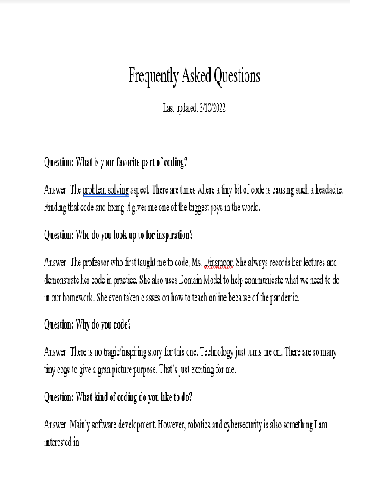 Frequently Asked Questions
Last updated: 3/10/2022
Question: What is your favorite part of coding?
Answer: The problem solving aspect. There are times where a tiny bit of code is causing such a headache.
Finding that code and fixing it gives me one of the biggest joys in the world.
Question: Who do you look up to for inspiration?
Answer: The professor who first taught me to code, Ms. She always records her lectures and
demonstrates her code in practice. She also uses Domain Model to help communicate what we need to do
in our homework. She even taken classes on how to teach online because of the pandemic.
Question: Why do you code?
Answer: There is no tragic/inspiring story for this one. Technology just turns me on. There are so many
tiny cogs to give a gran picture purpose. That's just exciting for me.
Question: What kind of coding do you like to do?
Answer: Mainly software development. However, robotics and cybersecurity is also something I am
interested in